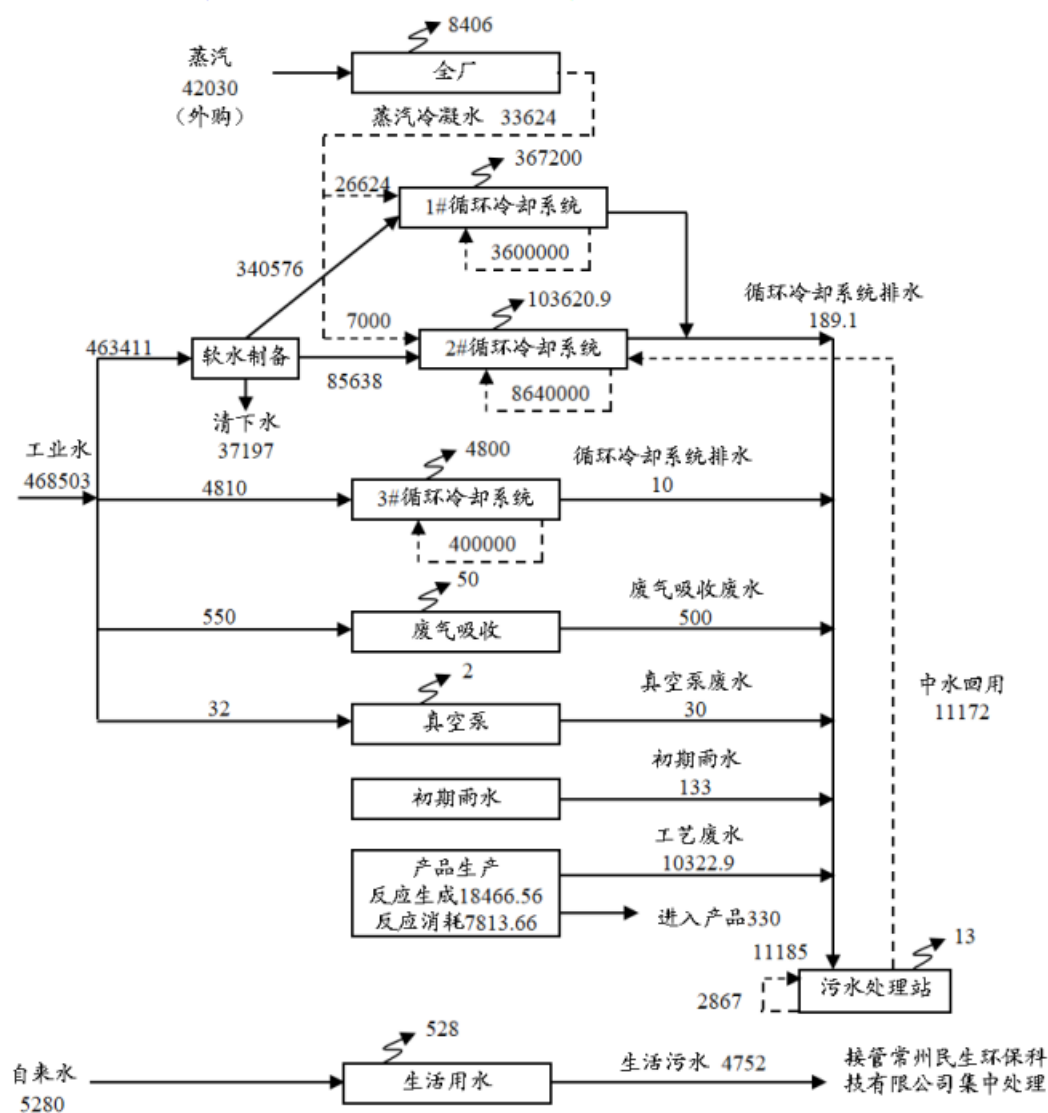 8406
蒸汽
42030
（外购）
全厂
蒸汽冷凝水 33624
367200
26624
1#循环冷却系统
3600000
340576
循环冷却系统排水
189.1
103620.9
7000
463411
软水制备
2#循环冷却系统
85638
8640000
清下水
37197
工业水
468503
4800
循环冷却系统排水
4810
3#循环冷却系统
10
400000
50
废气吸收废水
550
废气吸收
500
2
真空泵废水
32
真空泵
30
中水回用
11172
初期雨水
初期雨水
133
工艺废水
10322.9
产品生产
反应生成18466.56
反应消耗7813.66
进入产品330
13
11185
污水处理站
2867
528
自来水
5280
生活用水
生活污水 4752
接管常州民生环保科
技有限公司集中处理